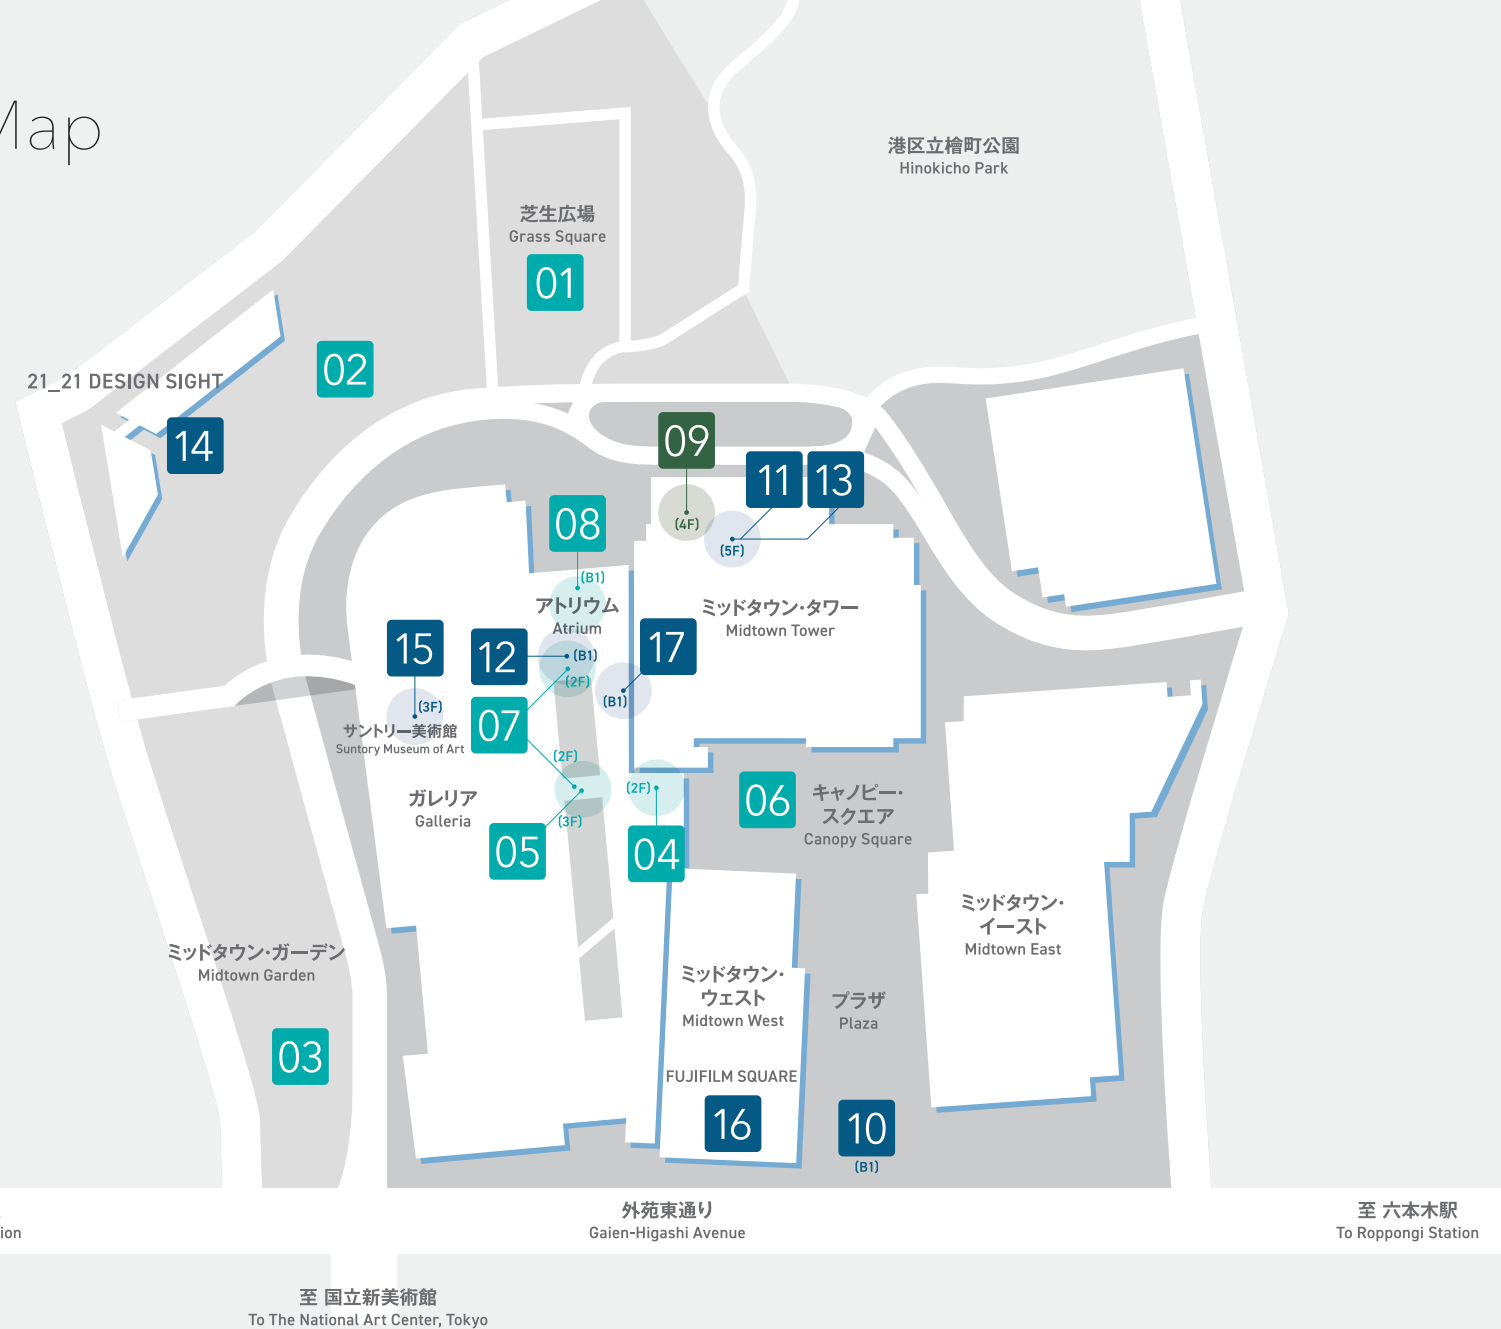 Map
港区立檜町公園
Hinokicho Park
芝生広場
Grass Square
01
02
21_21 DESIGN SIGHT
14
09
11
13
(4F)
(5F)
08
(B1)
アトリウム
Atrium
ミッドタウン・タワー
Midtown Tower
15
12
(B1)
17
(2F)
(B1)
(3F)
サントリー美術館
Suntory Museum of Art
07
(2F)
(2F)
ガレリア
Galleria
(3F)
05
04
06
キャノピー・
スクエア
Canopy Square
ミッドタウン・
イースト
Midtown East
ミッドタウン・ガーデン
Midtown Garden
ミッドタウン・
ウェスト
Midtown West
プラザ
Plaza
03
FUJIFILM SQUARE
16
10
(B1)
外苑東通り
Gaien-Higashi Avenue
至 六本木駅
To Roppongi Station
ion
至 国立新美術館
To The National Art Center, Tokyo